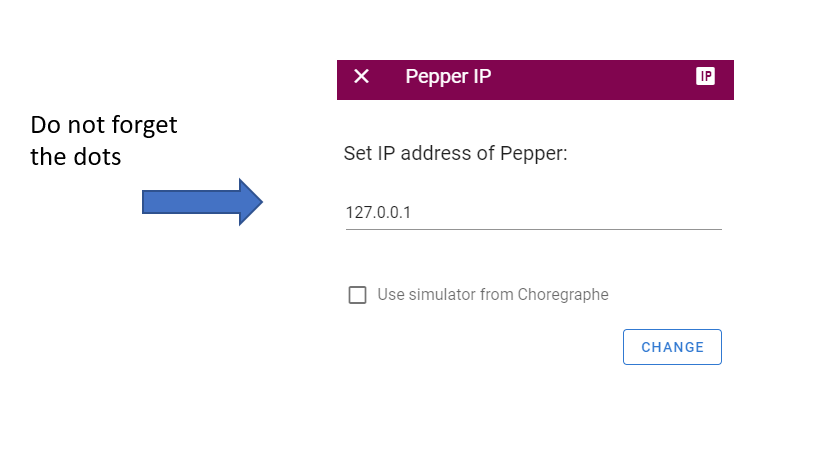 Pepper IP
IP
Do not forget
the dots
Set IP address of Pepper:
127.0.0.1
Use simulator from Choregraphe
CHANGE